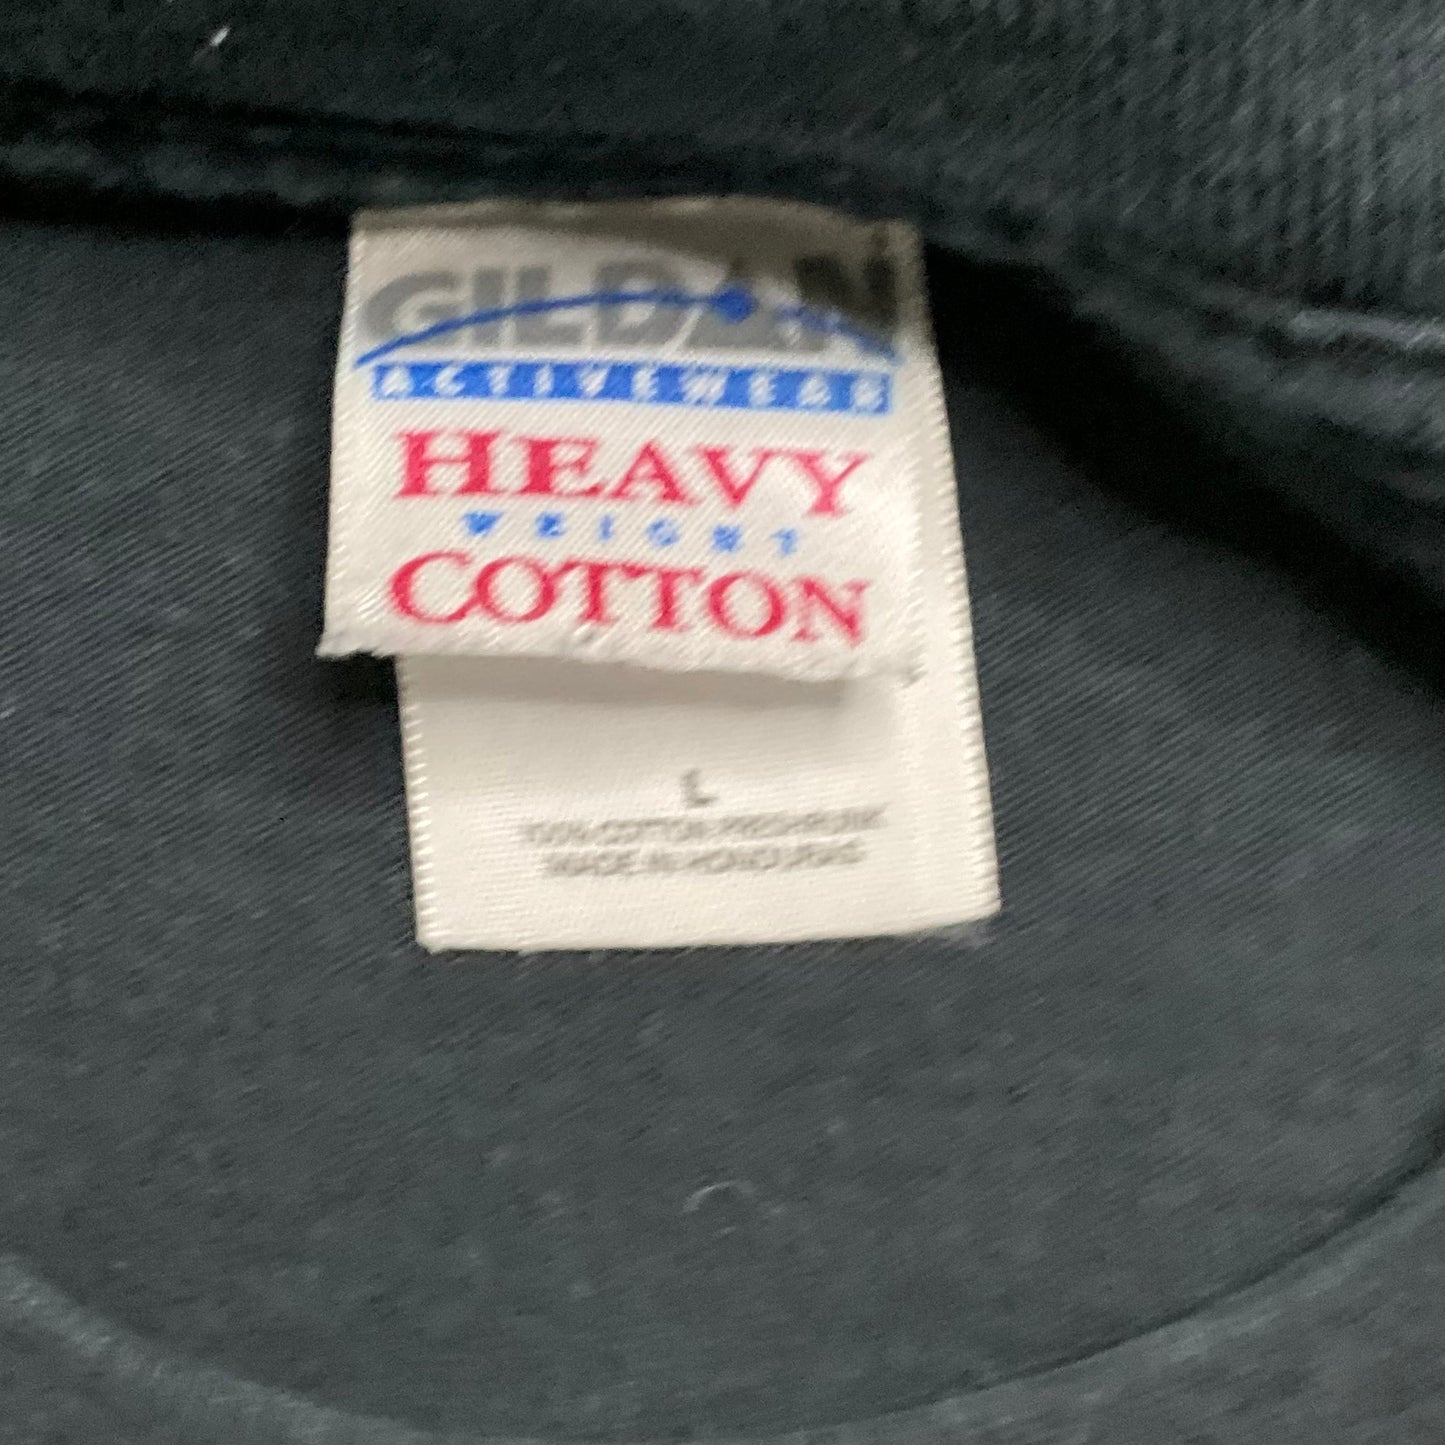 GILDAN
ACTIVEWEAR
HEAVY
WEIGHT
COTTON
L
100% COTTON PRESHRUNK
MADE IN HONDURAS